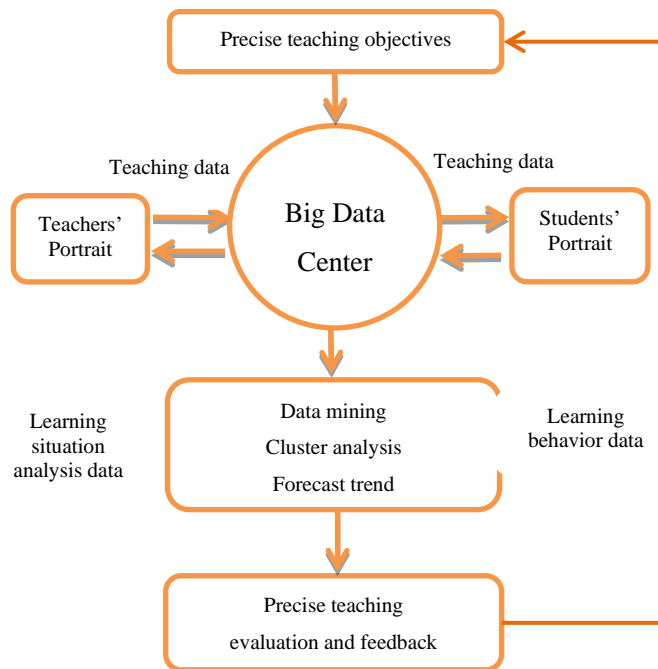 Precise teaching objectives
Teaching data
Teaching data
Teachers’
Portrait
Big Data
Center
Students’
Portrait
Data mining
Cluster analysis
Forecast trend
Learning
situation
analysis data
Learning
behavior data
Precise teaching
evaluation and feedback